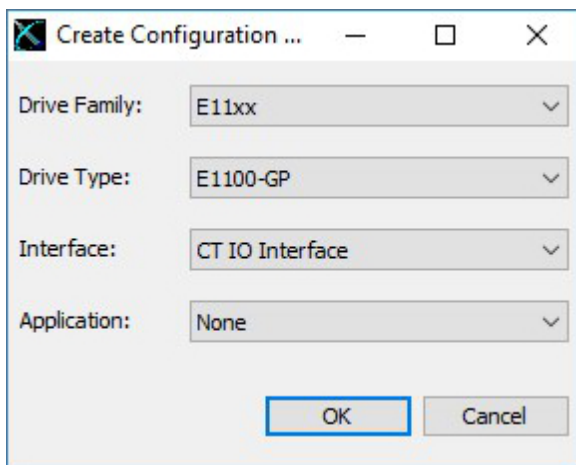 Create Configuration ...
Drive Family: E11xx
Drive Type: E1100-GP
Interface: CT IO Interface
Application: None
OK Cancel